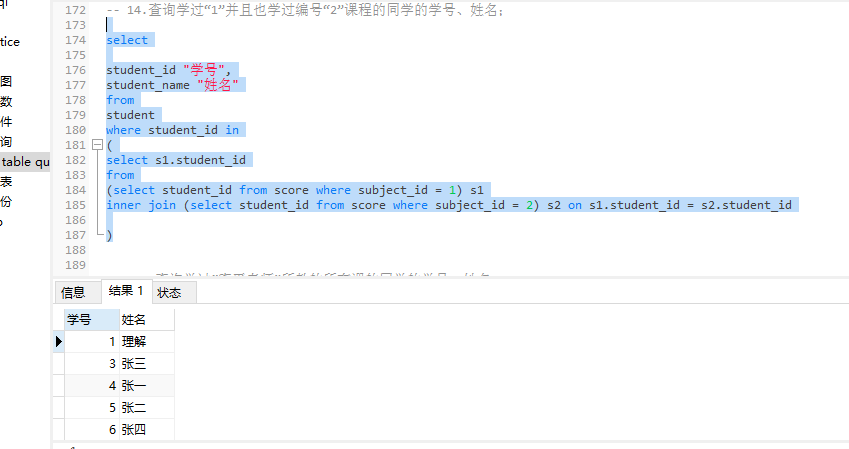 ql
tice
图
数
件
询
table qu
表
份
172 -- 14.查询学过“1”并且也学过编号“2”课程的同学的学号、姓名;
173
174 select
175
176 student_id "学号",
177 student_name "姓名"
178 from
179 student
180 where student_id in
181 (
182 select s1.student_id
183 from
184 (select student_id from score where subject_id = 1) s1
185 inner join (select student_id from score where subject_id = 2) s2 on s1.student_id = s2.student_id
186
187 )
188
189
信息 结果 1 状态
学号 姓名
1 理解
3 张三
4 张一
5 张二
6 张四